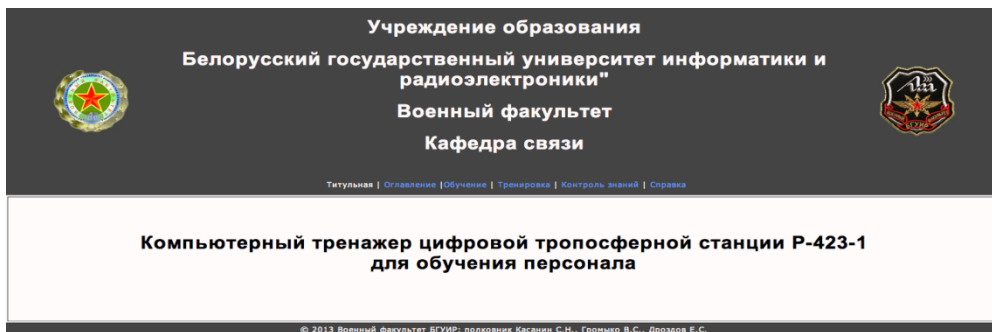 Учреждение образования
Белорусский государственный университет информатики и
радиоэлектроники"
Военный факультет
Кафедра связи
Титульная | Оглавление |Обучение | Тренировка | Контроль знаний | Справка
Компьютерный тренажер цифровой тропосферной станции Р-423-1
для обучения персонала
© 2013 Военный факультет БГУИР: полковник Касанин С.Н., Громыко В.С., Дроздов Е.С.